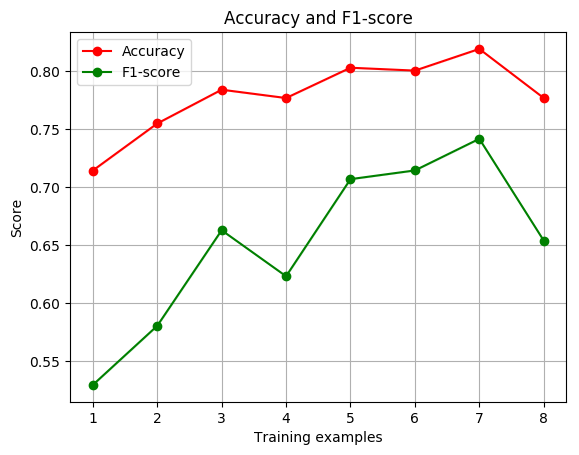 Accuracy and F1-score
Accuracy
F1-score
0.80
0.75
0.70
0.65
0.60
0.55
Score
1 2 3 4 5 6 7 8
Training examples